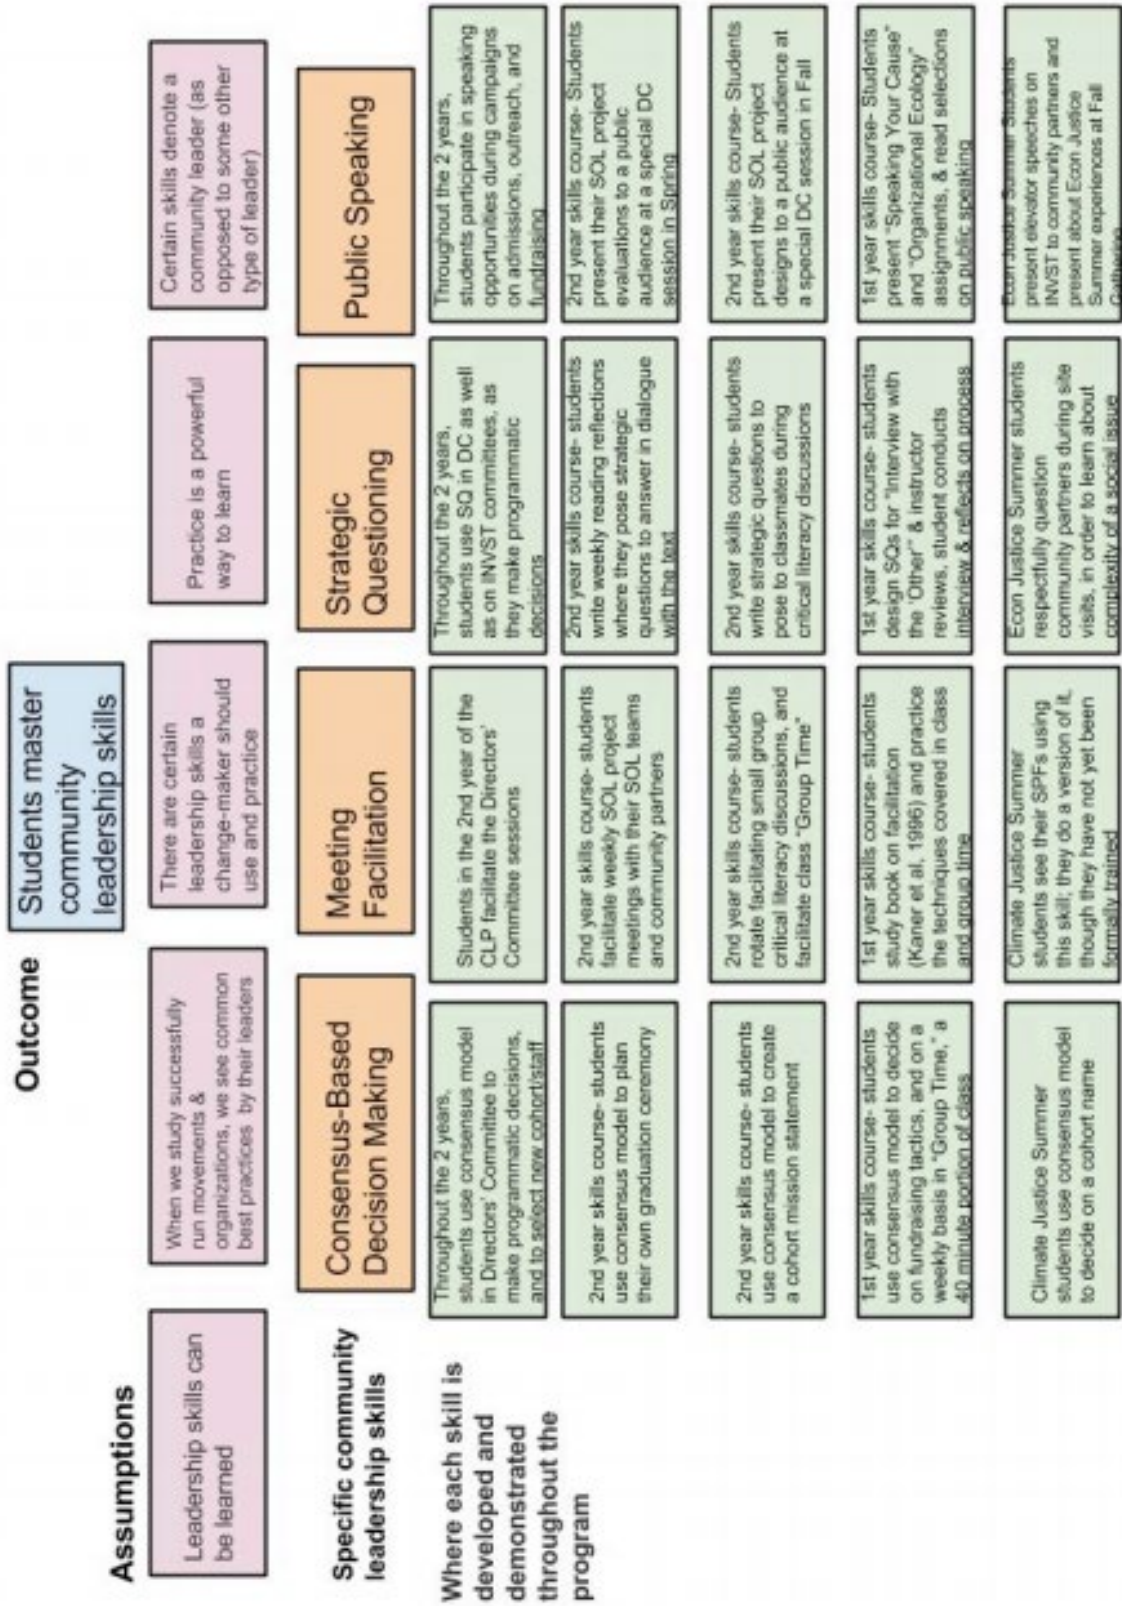 Outcome
Students master
community
leadership skills
Assumptions
Leadership skills can
be learned
When we study successfully
run movements &
organizations, we see common
best practices by their leaders
There are certain
leadership skills a
change-maker should
use and practice
Practice is a powerful
way to learn
Certain skills denote a
community leader (as
opposed to some other
type of leader)
Specific community
leadership skills
Consensus-Based
Decision Making
Meeting
Facilitation
Strategic
Questioning
Public Speaking
Where each skill is
developed and
demonstrated
throughout the
program
Throughout the 2 years,
students use consensus model
in Directors' Committee to
make programmatic decisions,
and to select new cohort/staff
Students in the 2nd year of the
CLP facilitate the Directors'
Committee sessions
Throughout the 2 years,
students use SQ in DC as well
as on INVST committees, as
they make programmatic
decisions
Throughout the 2 years,
students participate in speaking
opportunities during campaigns
on admissions, outreach, and
fundraising
2nd year skills course- students
use consensus model to plan
their own graduation ceremony
2nd year skills course- students
facilitate weekly SOL project
meetings with their SOL teams
and community partners
2nd year skills course- students
write weekly reading reflections
where they pose strategic
questions to answer in dialogue
with the text
2nd year skills course- Students
present their SOL project
evaluations to a public
audience at a special DC
session in Spring
2nd year skills course- students
use consensus model to create
a cohort mission statement
2nd year skills course- students
rotate facilitating small group
critical literacy discussions, and
facilitate class "Group Time"
2nd year skills course- students
write strategic questions to
pose to classmates during
critical literacy discussions
2nd year skills course- Students
present their SOL project
designs to a public audience at
a special DC session in Fall
1st year skills course- students
use consensus model to decide
on fundraising tactics, and on a
weekly basis in "Group Time," a
40 minute portion of class
1st year skills course- students
study book on facilitation
(Kaner et al, 1996) and practice
the techniques covered in class
and group time
1st year skills course- students
design SQs for "Interview with
the 'Other'" & instructor
reviews, student conducts
interview & reflects on process
1st year skills course- Students
present "Speaking Your Cause"
and "Organizational Ecology"
assignments, & read selections
on public speaking
Climate Justice Summer
students use consensus model
to decide on a cohort name
Climate Justice Summer
students see their SPFs using
this skill; they do a version of it,
though they have not yet been
formally trained
Econ Justice Summer students
respectfully question
community partners during site
visits, in order to learn about
complexity of a social issue
Econ Justice Summer Students
present elevator speeches on
INVST to community partners and
present about Econ Justice
Summer experiences at Fall
Gathering